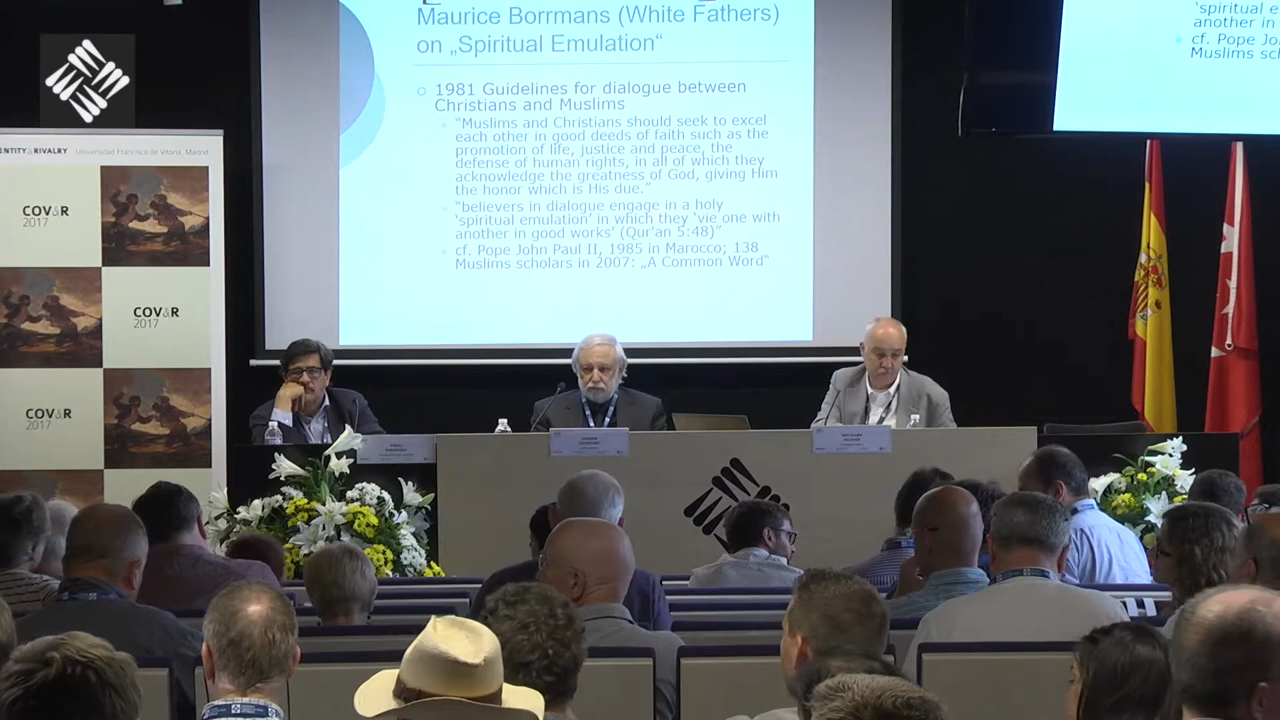 Maurice Borrmans (White Fathers)
on „Spiritual Emulation“
1981 Guidelines for dialogue between
Christians and Muslims
“Muslims and Christians should seek to excel
each other in good deeds of faith such as the
promotion of life, justice and peace, the
defense of human rights, in all of which they
acknowledge the greatness of God, giving Him
the honor which is His due.”
“believers in dialogue engage in a holy
‘spiritual emulation’ in which they ‘vie one with
another in good works’ (Qur’an 5:48)”
cf. Pope John Paul II, 1985 in Marocco; 138
Muslims scholars in 2007: „A Common Word“
‘spiritual e
another in
cf. Pope Jo
Muslims sch
ENTITY&RIVALRY Universidad Francisco de Vitoria, Madrid
COV&R
2017
COV&R
2017
COV&R
2017